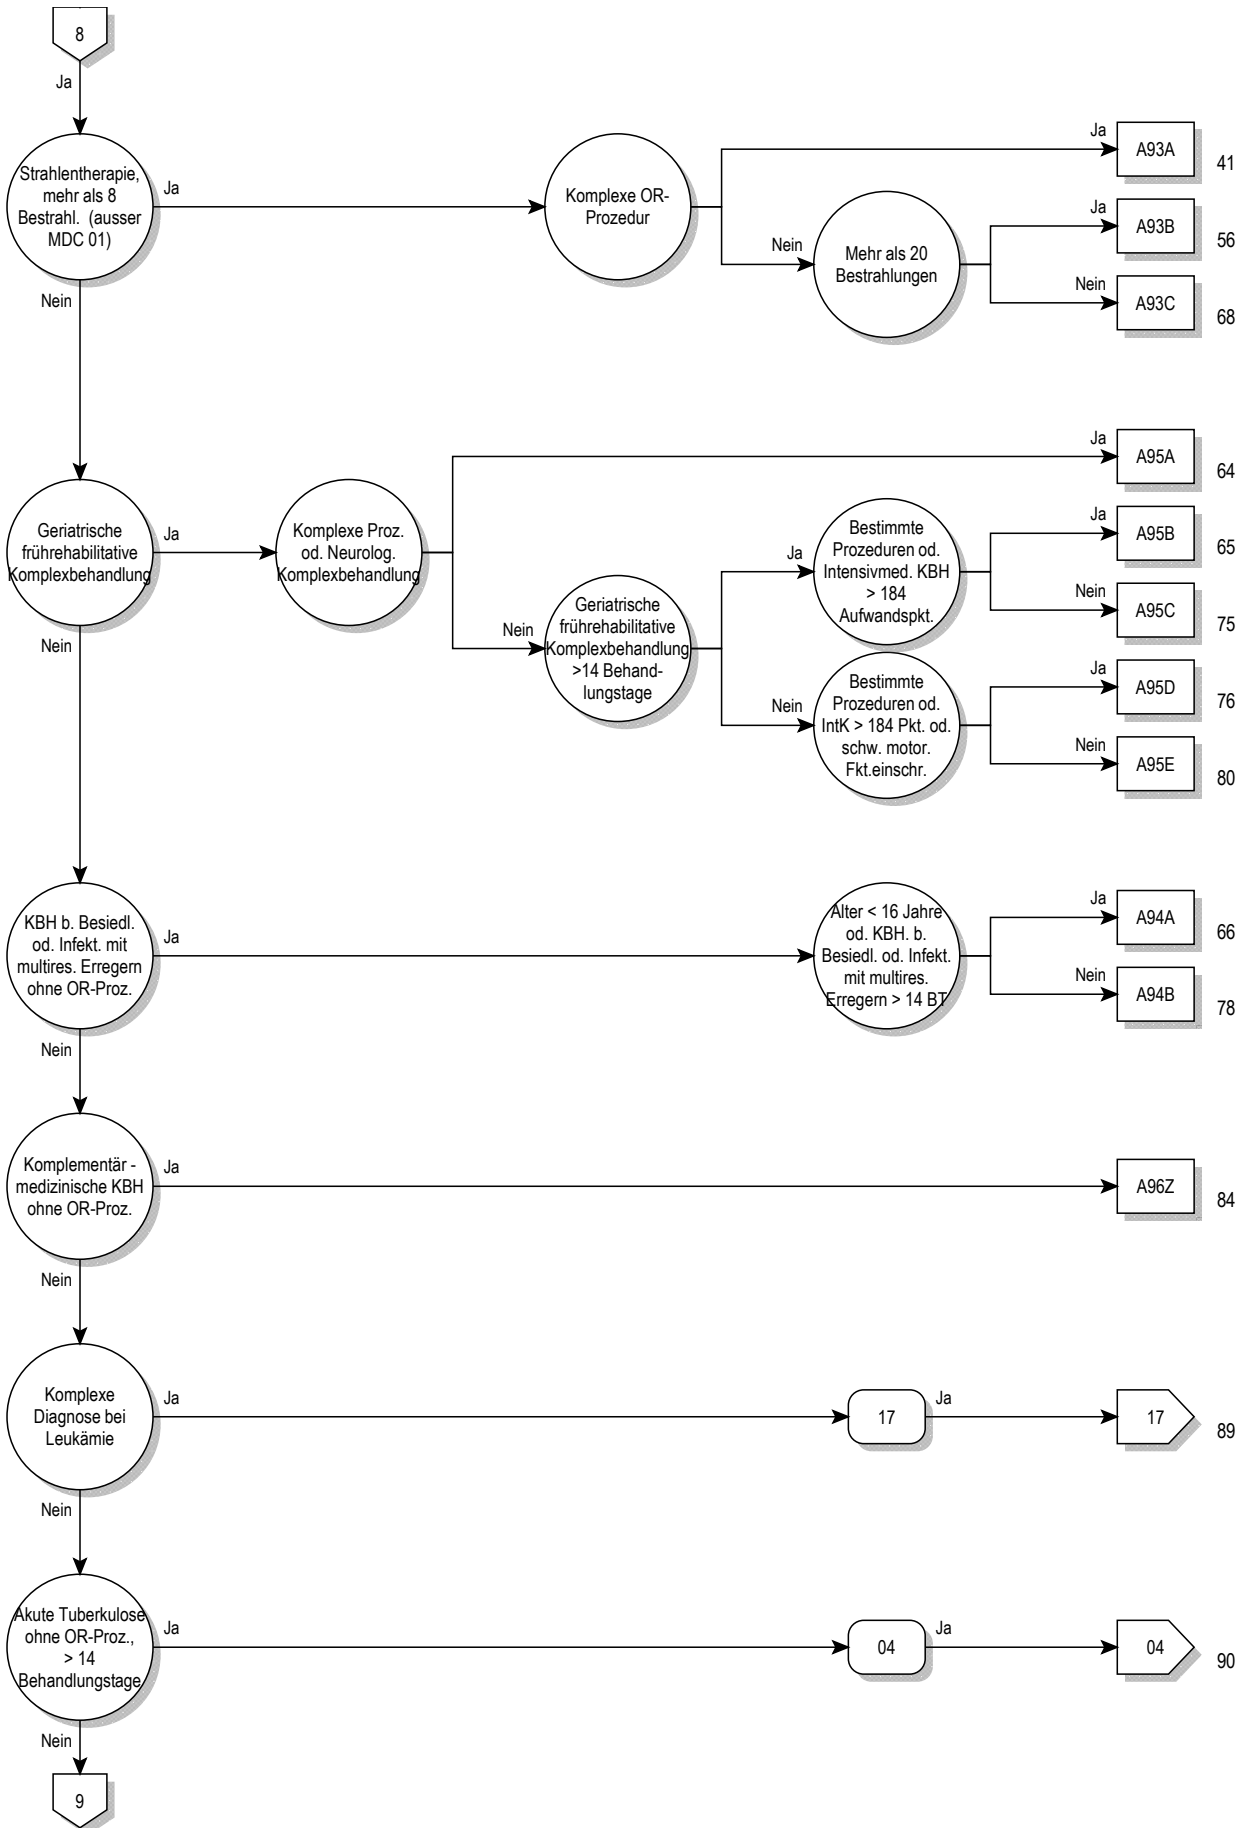 8
Ja
Strahlentherapie,
mehr als 8
Bestrahl. (ausser
MDC 01)
Ja
Komplexe OR-
Prozedur
Ja
A93A
41
Nein
Mehr als 20
Bestrahlungen
Ja
A93B
56
Nein
A93C
68
Nein
Geriatrische
frührehabilitative
Komplexbehandlung
Ja
Komplexe Proz.
od. Neurolog.
Komplexbehandlung
Ja
A95A
64
Nein
Geriatrische
frührehabilitative
Komplexbehandlung
>14 Behand-
lungstage
Ja
Bestimmte
Prozeduren od.
Intensivmed. KBH
> 184
Aufwandspkt.
Ja
A95B
65
Nein
A95C
75
Nein
Bestimmte
Prozeduren od.
IntK > 184 Pkt. od.
schw. motor.
Fkt.einschr.
Ja
A95D
76
Nein
A95E
80
Nein
KBH b. Besiedl.
od. Infekt. mit
multires. Erregern
ohne OR-Proz.
Ja
Alter < 16 Jahre
od. KBH. b.
Besiedl. od. Infekt.
mit multires.
Erregern > 14 BT
Ja
A94A
66
Nein
A94B
78
Nein
Komplementär -
medizinische KBH
ohne OR-Proz.
Ja
A96Z
84
Nein
Komplexe
Diagnose bei
Leukämie
Ja
17
Ja
17
89
Nein
Akute Tuberkulose
ohne OR-Proz.,
> 14
Behandlungstage
Ja
04
Ja
04
90
Nein
9